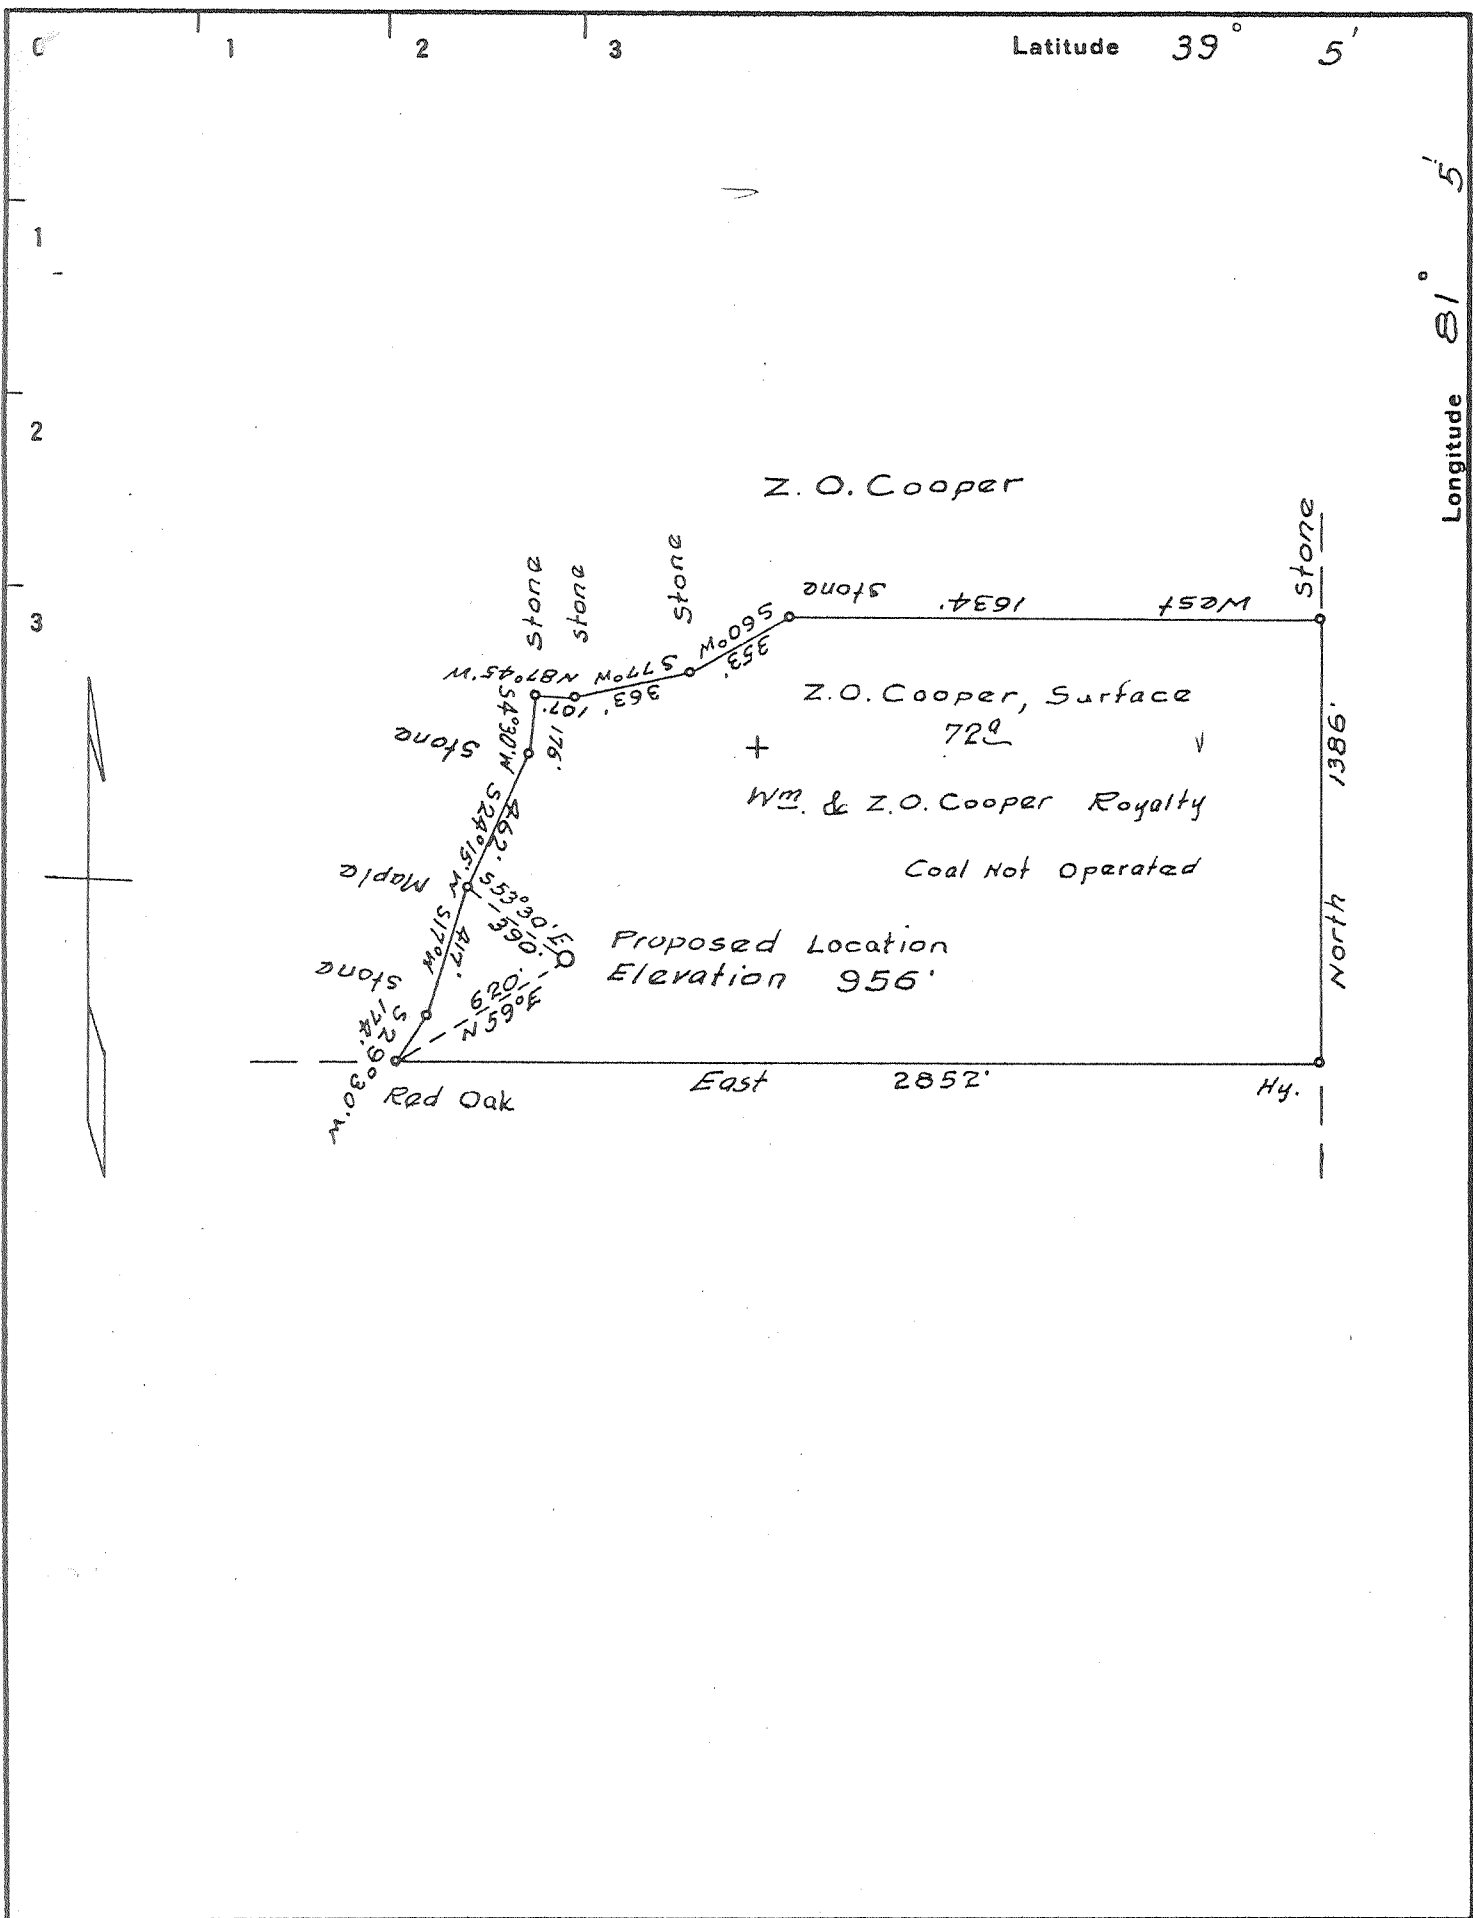 0 1 2 3 Latitude 39° 5'
Longitude 81° 5'
1
2
3
Z.O. Cooper
Stone
West 1634'
Stone
S60°W
353'
Stone
S77°W
363'
Stone
N87°45'W
107'
Stone
S4°30'W
176'
Stone
S24°15'W
462'
Maple
S17°W
417'
Stone
S29°30'W
174'
Red Oak
East 2852' Hy.
North 1386'
Z.O. Cooper, Surface
72a
Wm. & Z.O. Cooper Royalty
Coal Not Operated
S53°30'E
390'
N59°E
620'
Proposed Location
Elevation 956'